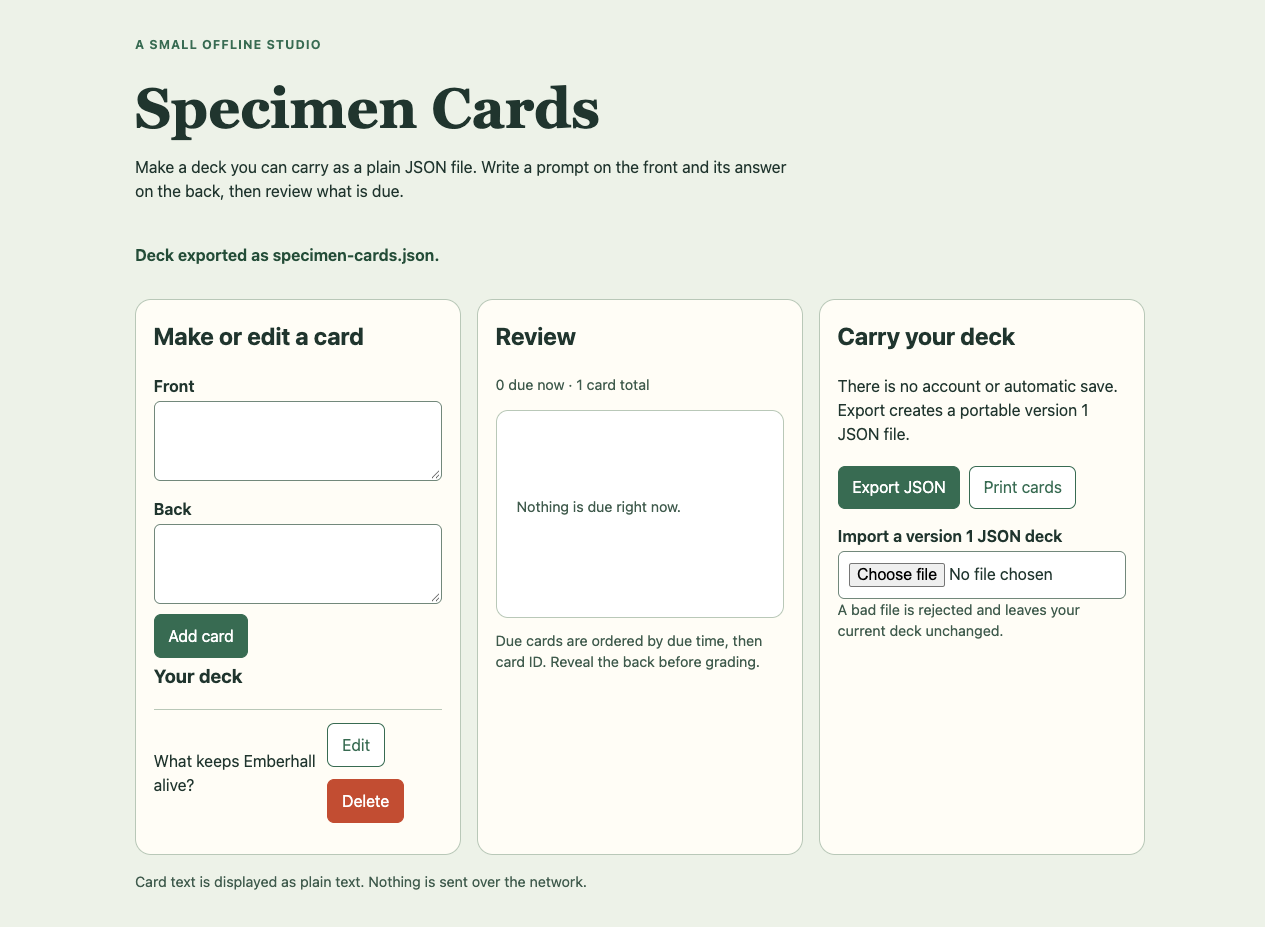 A SMALL OFFLINE STUDIO
Specimen Cards
Make a deck you can carry as a plain JSON file. Write a prompt on the front and its answer
on the back, then review what is due.
Deck exported as specimen-cards.json.
Make or edit a card
Front
Back
Add card
Your deck
What keeps Emberhall
alive?
Edit
Delete
Review
0 due now · 1 card total
Nothing is due right now.
Due cards are ordered by due time, then
card ID. Reveal the back before grading.
Carry your deck
There is no account or automatic save.
Export creates a portable version 1
JSON file.
Export JSON
Print cards
Import a version 1 JSON deck
Choose file No file chosen
A bad file is rejected and leaves your
current deck unchanged.
Card text is displayed as plain text. Nothing is sent over the network.